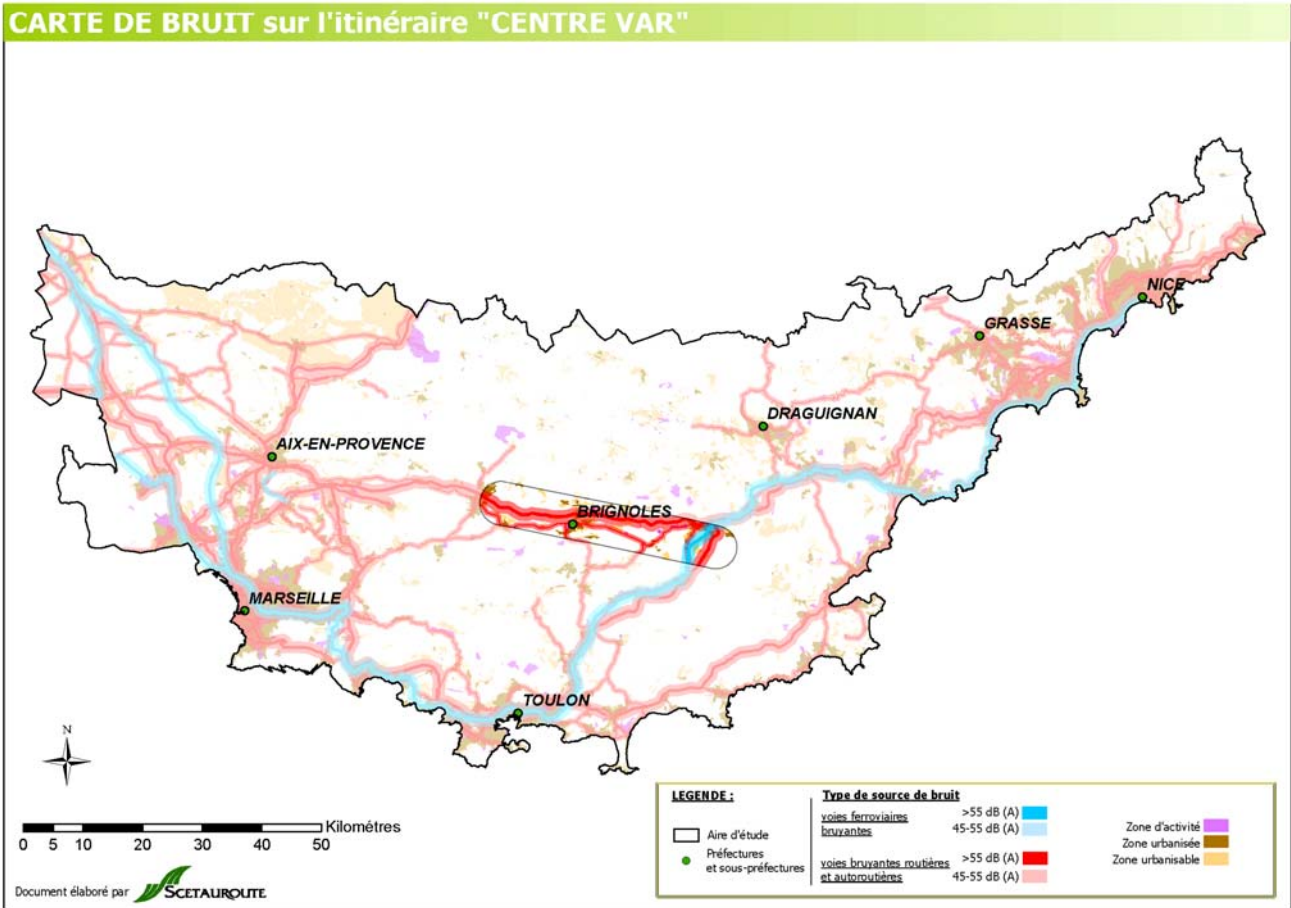 CARTE DE BRUIT sur l'itinéraire "CENTRE VAR"
NICE
GRASSE
DRAGUIGNAN
AIX-EN-PROVENCE
BRIGNOLES
MARSEILLE
TOULON
N
Kilométres
0 5 10 20 30 40 50
Document élaboré par SCETAUROUTE
LEGENDE :
Aire d'étude
Préfectures
et sous-préfectures
Type de source de bruit
voies ferroviaires
bruyantes
>55 dB (A)
45-55 dB (A)
voies bruyantes routières
et autoroutières
>55 dB (A)
45-55 dB (A)
Zone d'activité
Zone urbanisée
Zone urbanisable